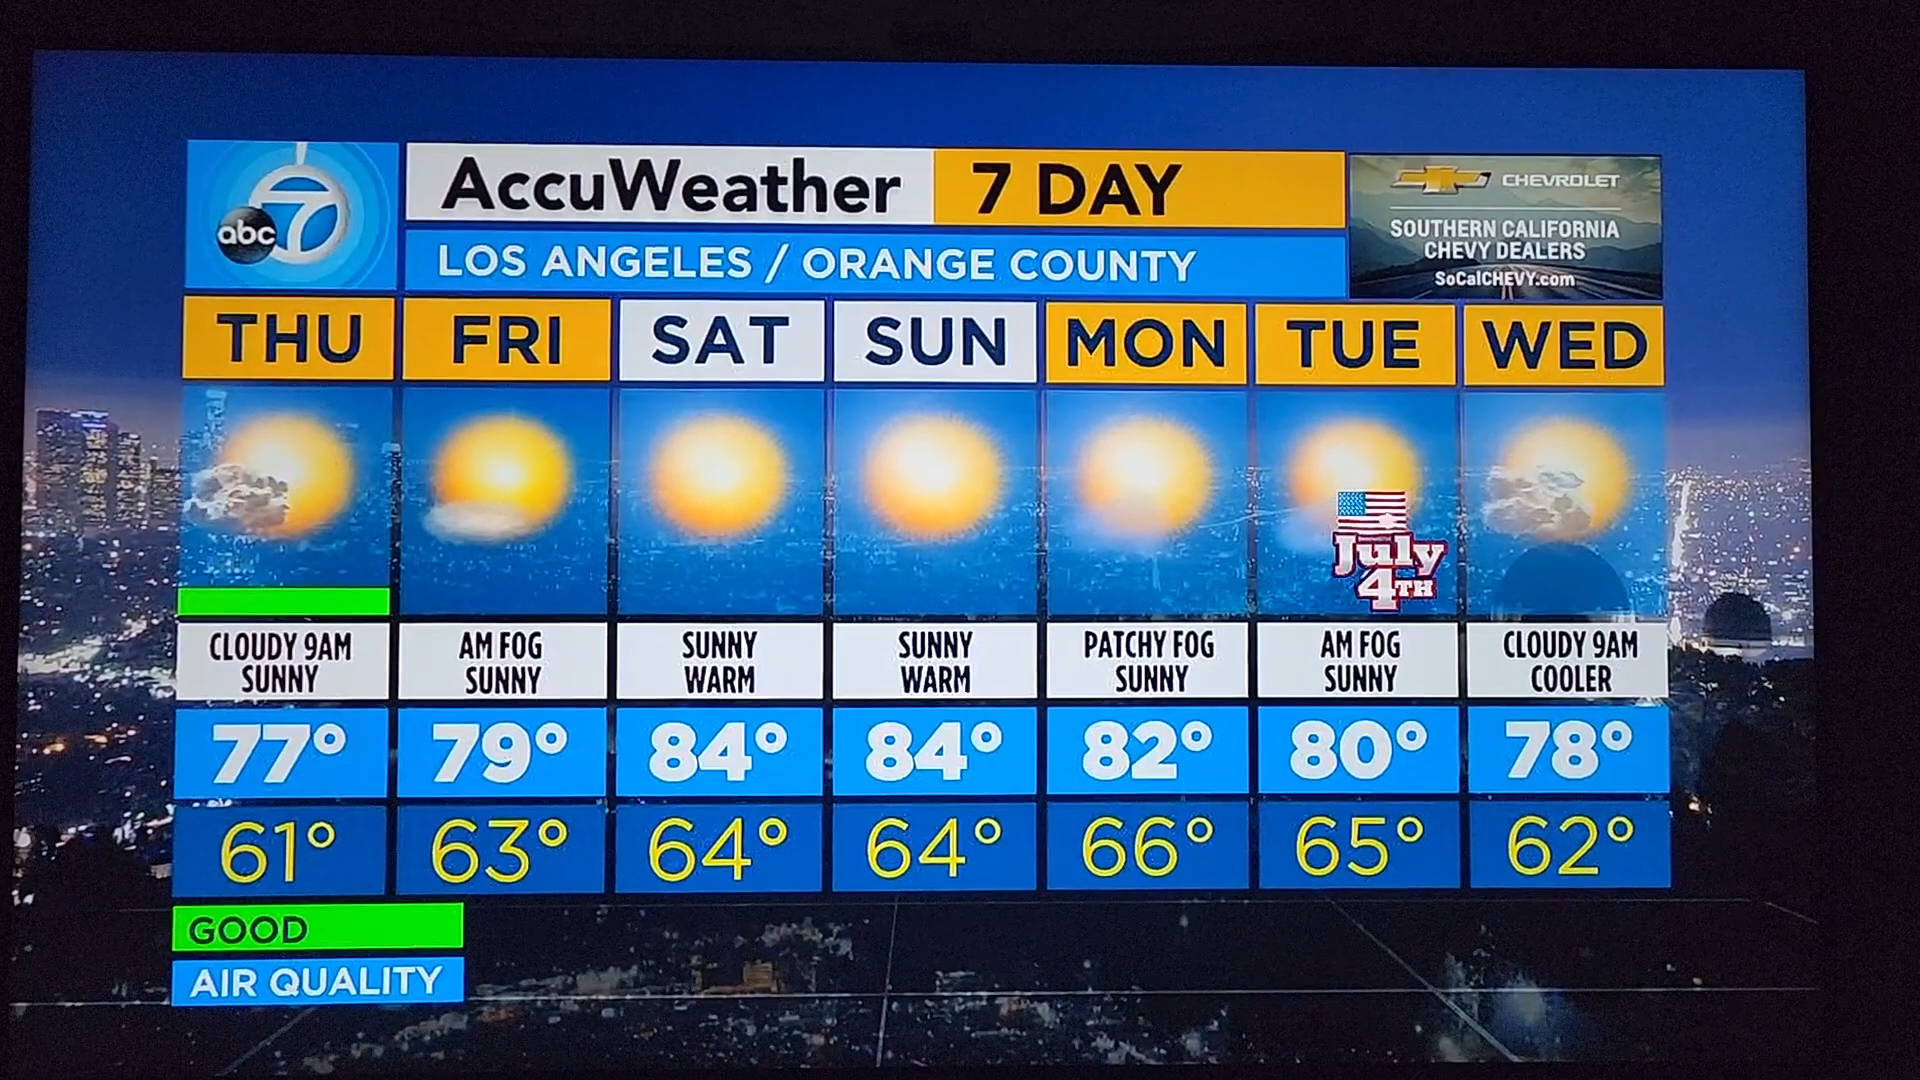 abc 7
AccuWeather 7 DAY
LOS ANGELES / ORANGE COUNTY
CHEVROLET
SOUTHERN CALIFORNIA
CHEVY DEALERS
SoCalCHEVY.com
THU FRI SAT SUN MON TUE WED
July
4TH
CLOUDY 9AM AM FOG SUNNY SUNNY PATCHY FOG AM FOG CLOUDY 9AM
SUNNY SUNNY WARM WARM SUNNY SUNNY COOLER
77° 79° 84° 84° 82° 80° 78°
61° 63° 64° 64° 66° 65° 62°
GOOD
AIR QUALITY